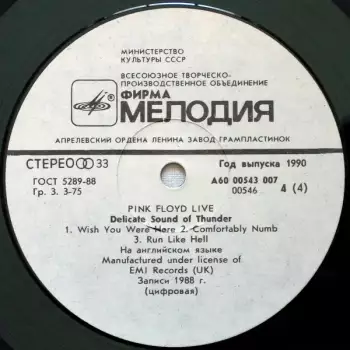 МИНИСТЕРСТВО
КУЛЬТУРЫ СССР
ВСЕСОЮЗНОЕ ТВОРЧЕСКО-
ПРОИЗВОДСТВЕННОЕ ОБЪЕДИНЕНИЕ
ФИРМА
МЕЛОДИЯ
АПРЕЛЕВСКИЙ ОРДЕНА ЛЕНИНА ЗАВОД ГРАМПЛАСТИНОК
СТЕРЕО 33
Год выпуска 1990
ГОСТ 5289-88
А60 00543 007
Гр. 3. 3-75
00546 4 (4)
PINK FLOYD LIVE
Delicate Sound of Thunder
1. Wish You Were Here 2. Comfortably Numb
3. Run Like Hell
На английском языке
Manufactured under license of
EMI Records (UK)
Записи 1988 г.
(цифровая)